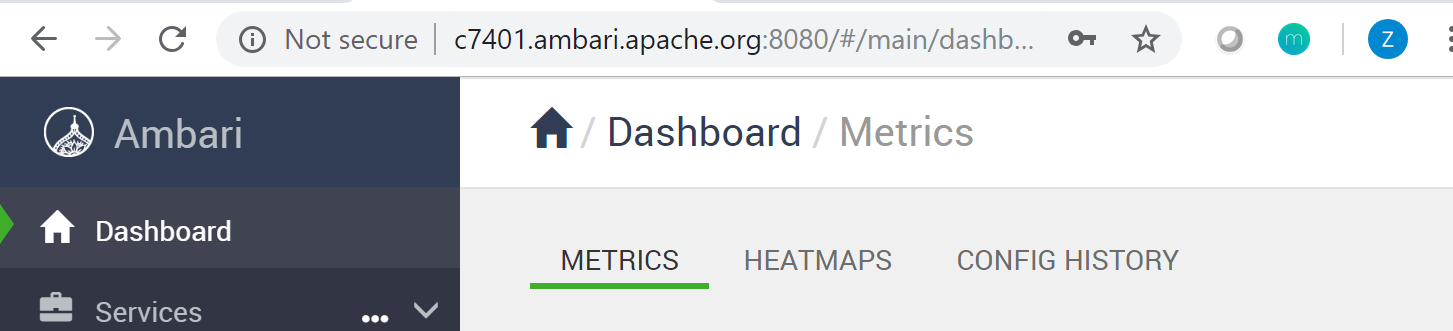 Not secure c7401.ambari.apache.org:8080/#/main/dashb... m Z
Ambari
/ Dashboard / Metrics
Dashboard
METRICS HEATMAPS CONFIG HISTORY
Services ...